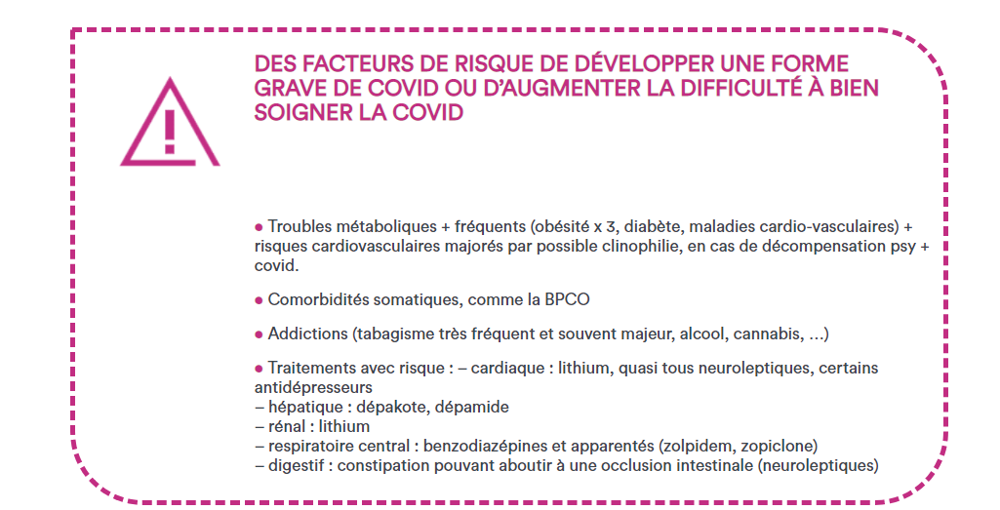 DES FACTEURS DE RISQUE DE DÉVELOPPER UNE FORME
GRAVE DE COVID OU D'AUGMENTER LA DIFFICULTÉ À BIEN
SOIGNER LA COVID
● Troubles métaboliques + fréquents (obésité x 3, diabète, maladies cardio-vasculaires) +
risques cardiovasculaires majorés par possible clinophilie, en cas de décompensation psy +
covid.
● Comorbidités somatiques, comme la BPCO
● Addictions (tabagisme très fréquent et souvent majeur, alcool, cannabis, …)
● Traitements avec risque : – cardiaque : lithium, quasi tous neuroleptiques, certains
antidépresseurs
– hépatique : dépakote, dépamide
– rénal : lithium
– respiratoire central : benzodiazépines et apparentés (zolpidem, zopiclone)
– digestif : constipation pouvant aboutir à une occlusion intestinale (neuroleptiques)